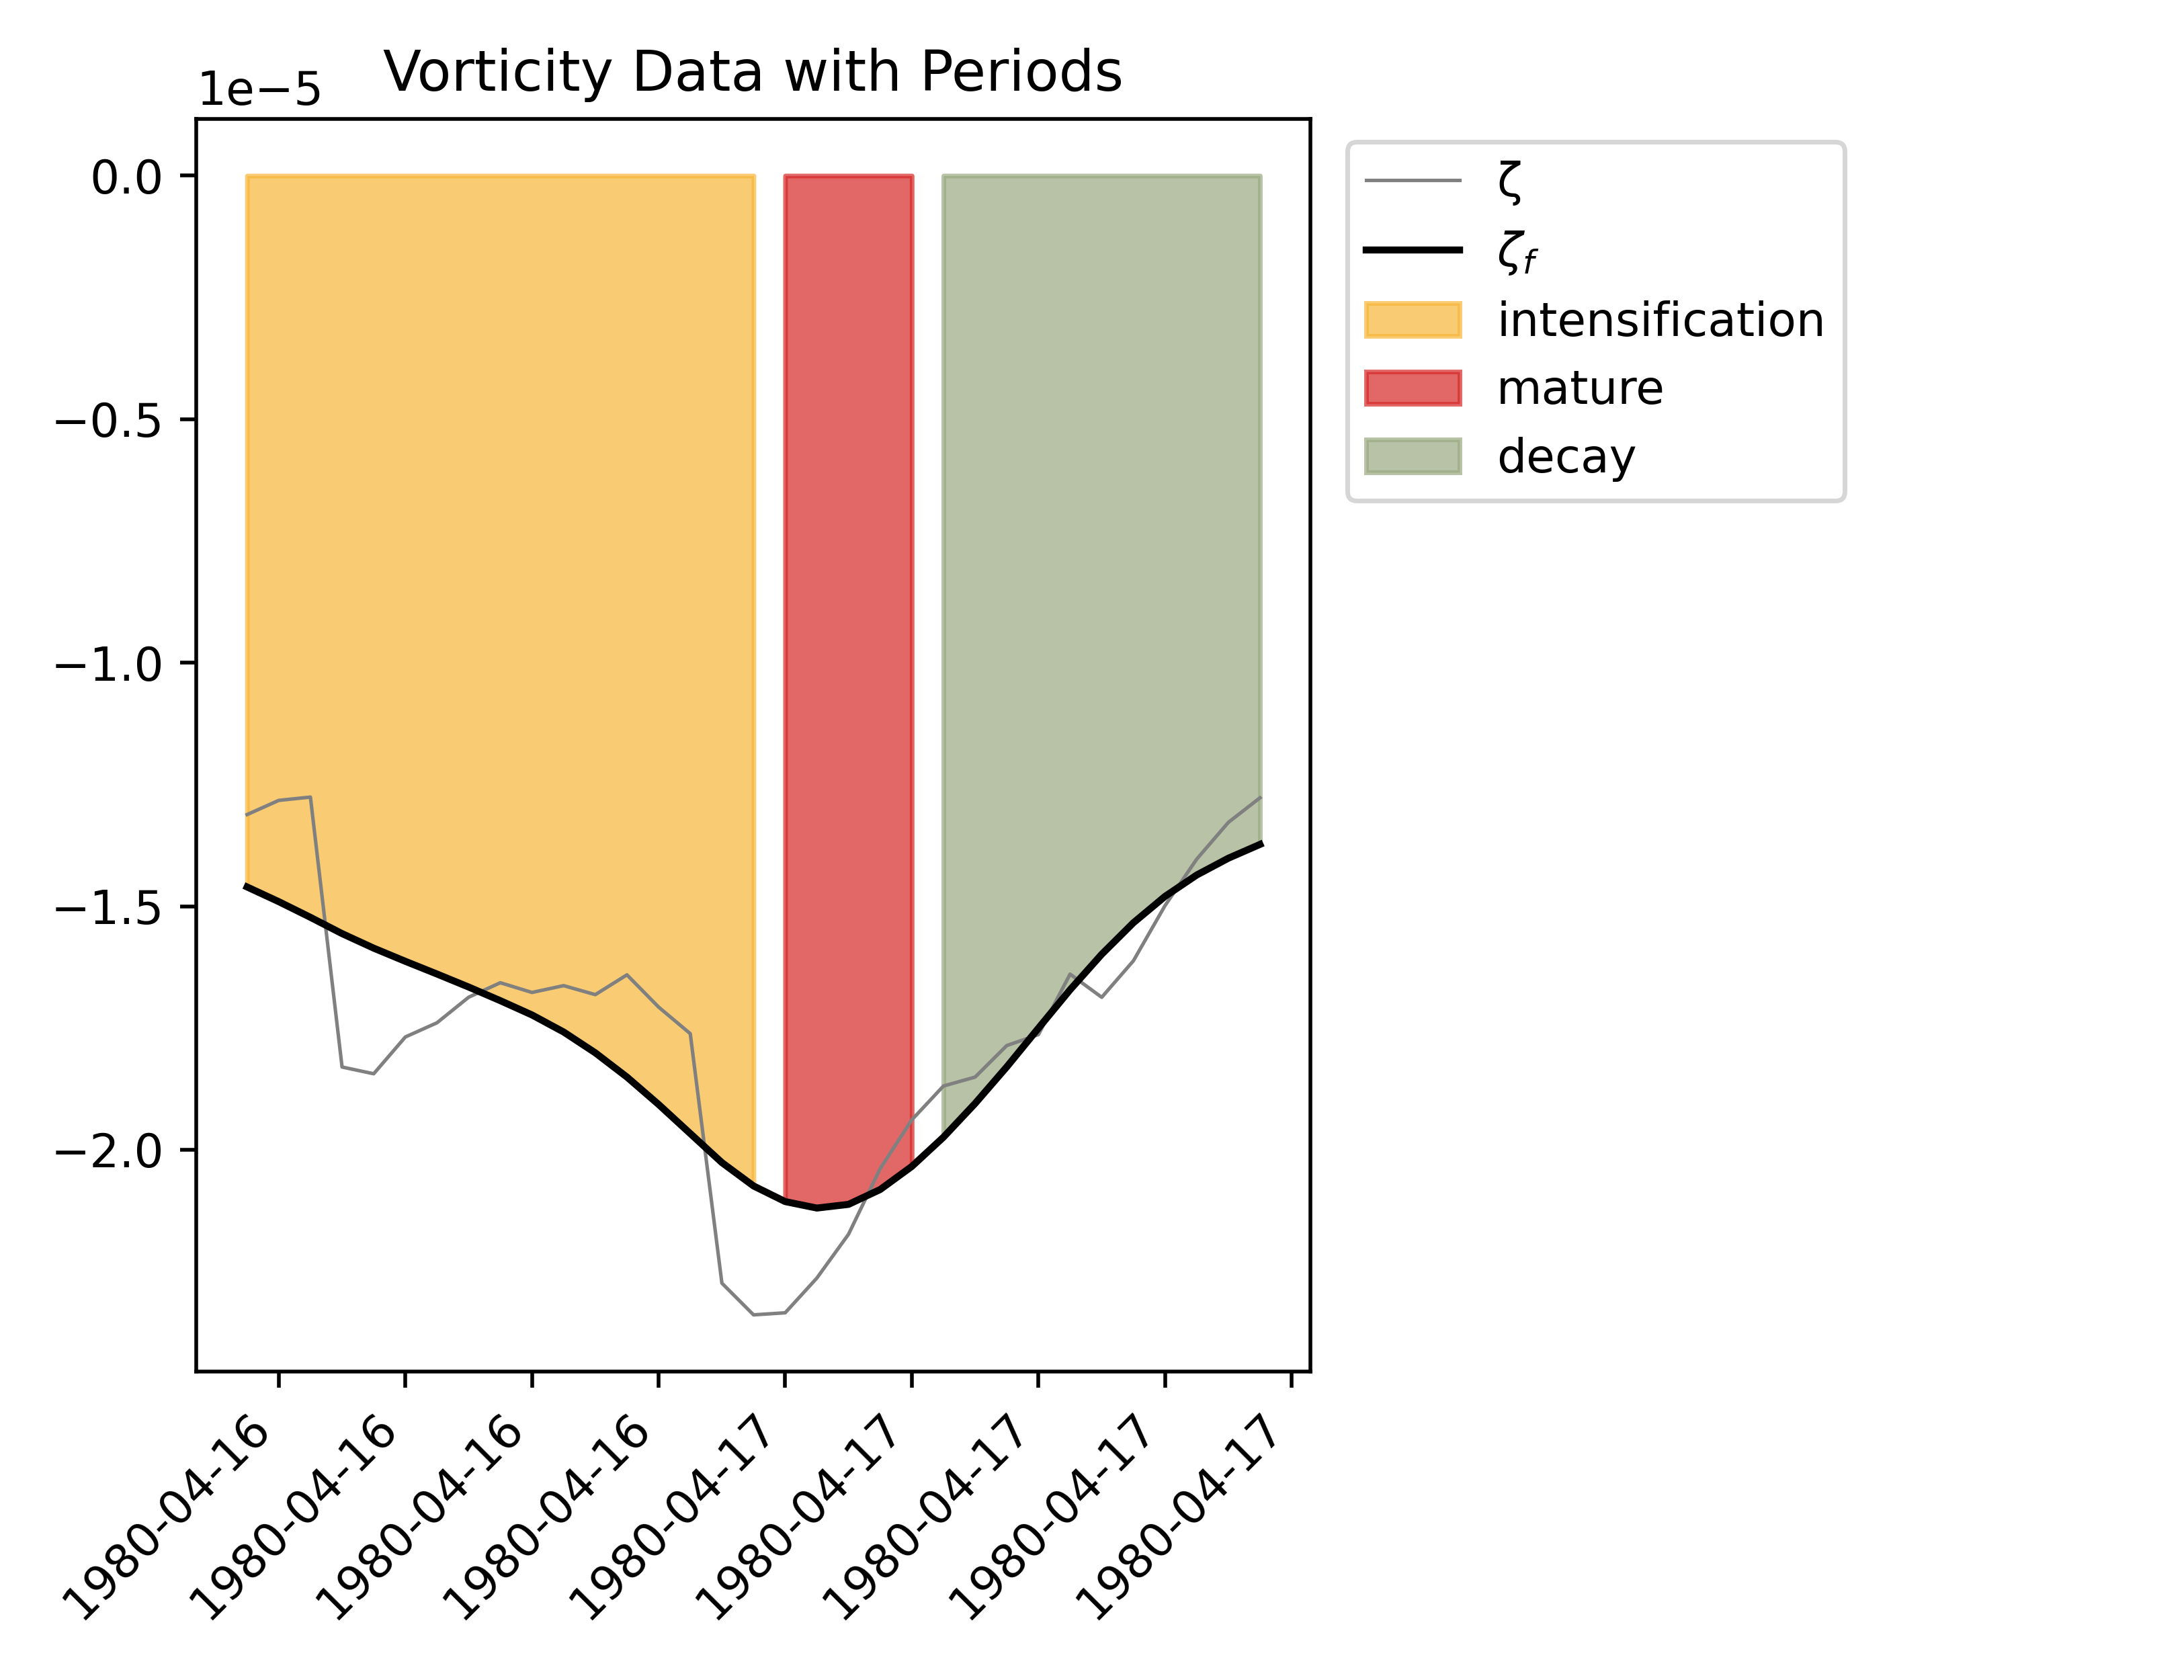 Vorticity Data with Periods
1e−5
0.0
−0.5
−1.0
−1.5
−2.0
1980-04-16
1980-04-16
1980-04-16
1980-04-16
1980-04-17
1980-04-17
1980-04-17
1980-04-17
1980-04-17
ζ
ζf
intensification
mature
decay